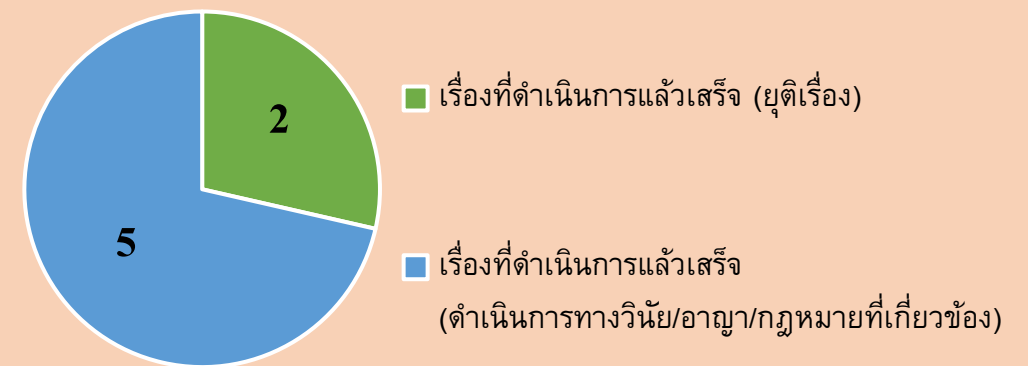 2
เรื่องที่ดำเนินการแล้วเสร็จ (ยุติเรื่อง)
5
เรื่องที่ดำเนินการแล้วเสร็จ
(ดำเนินการทางวินัย/อาญา/กฎหมายที่เกี่ยวข้อง)